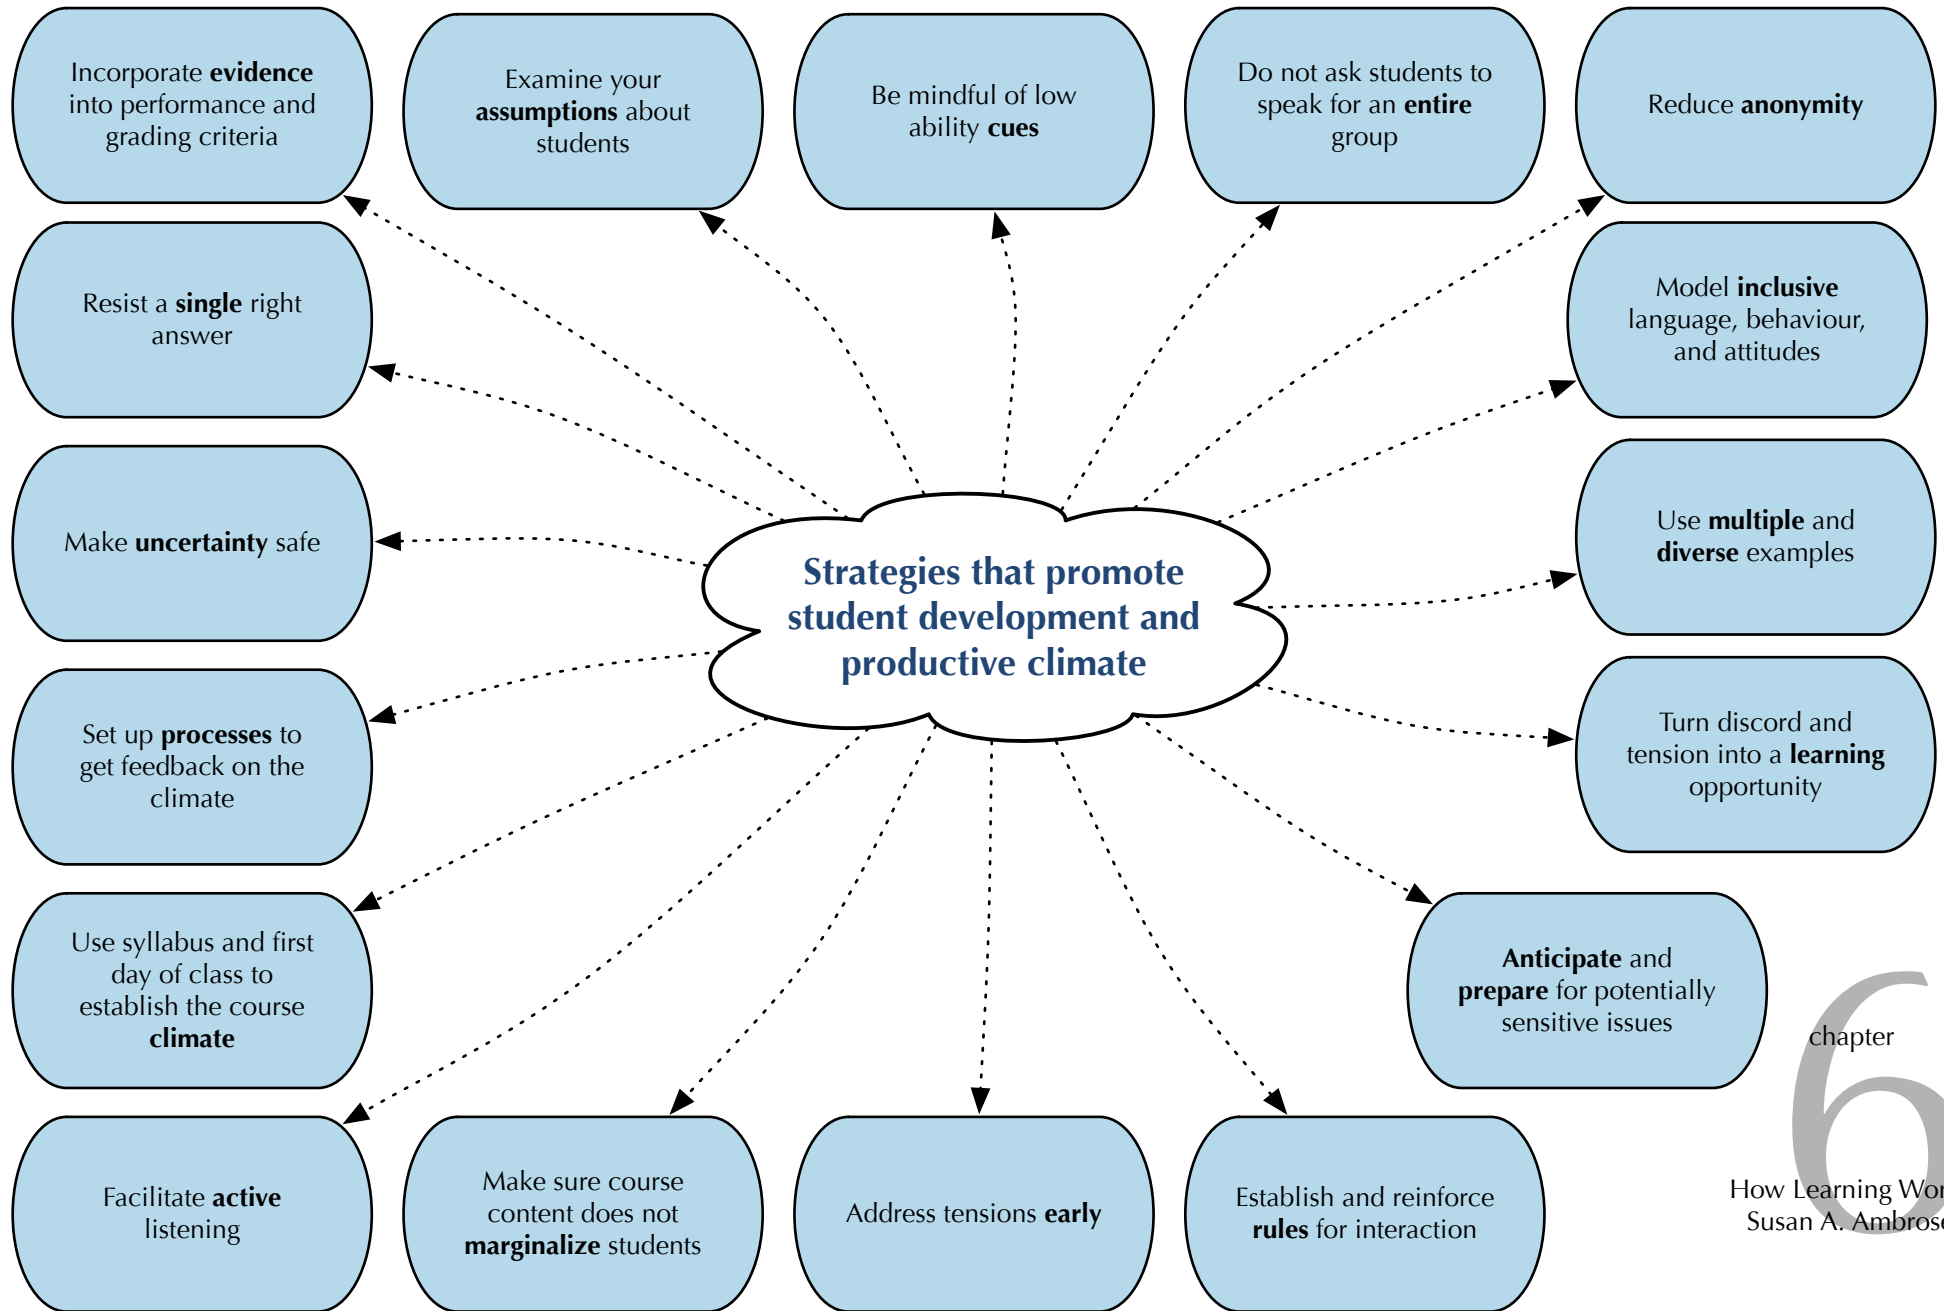 Incorporate evidence
into performance and
grading criteria
Examine your
assumptions about
students
Be mindful of low
ability cues
Do not ask students to
speak for an entire
group
Reduce anonymity
Resist a single right
answer
Model inclusive
language, behaviour,
and attitudes
Make uncertainty safe
Use multiple and
diverse examples
Strategies that promote
student development and
productive climate
Set up processes to
get feedback on the
climate
Turn discord and
tension into a learning
opportunity
Use syllabus and first
day of class to
establish the course
climate
Anticipate and
prepare for potentially
sensitive issues
Facilitate active
listening
Make sure course
content does not
marginalize students
Address tensions early
Establish and reinforce
rules for interaction
chapter
6
How Learning Wor
Susan A. Ambrose